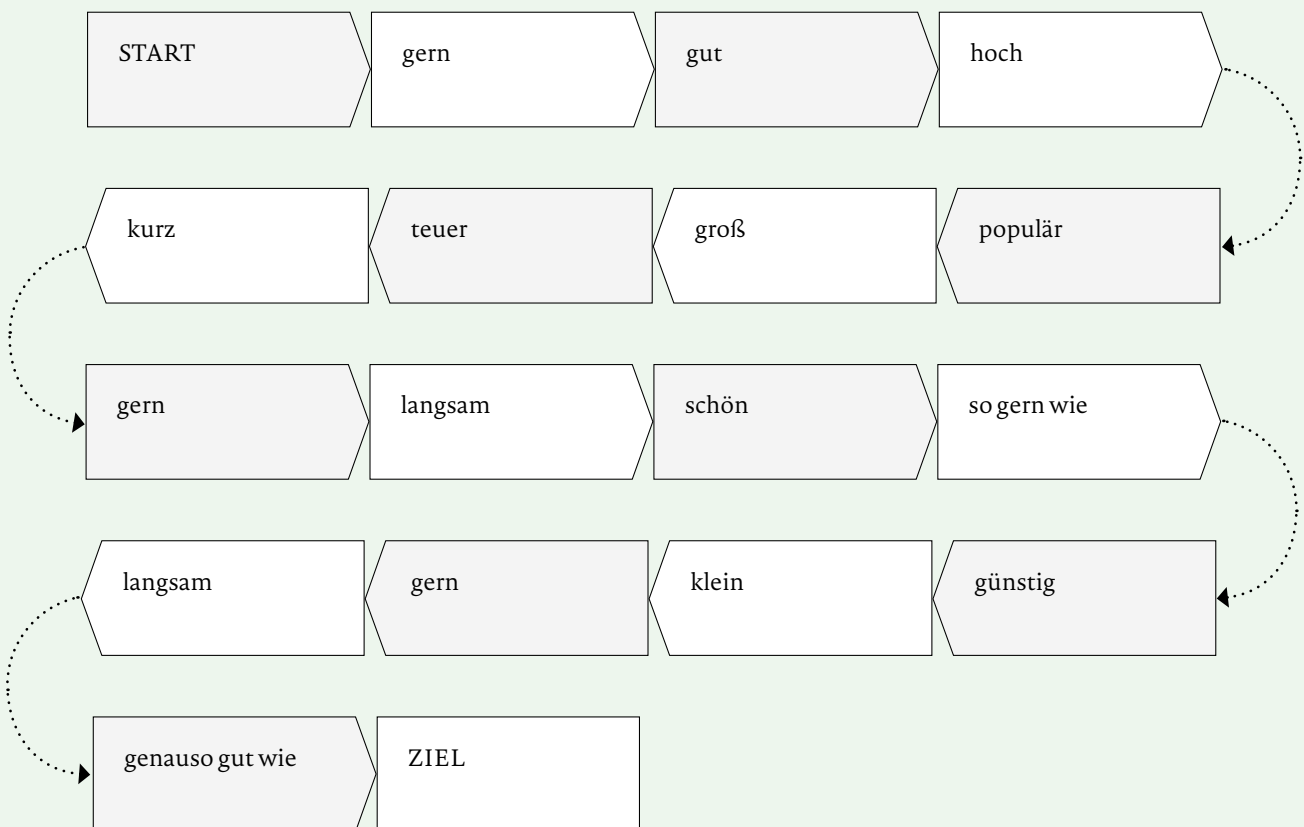 START gern gut hoch
kurz teuer groß populär
gern langsam schön so gern wie
langsam gern klein günstig
genauso gut wie ZIEL